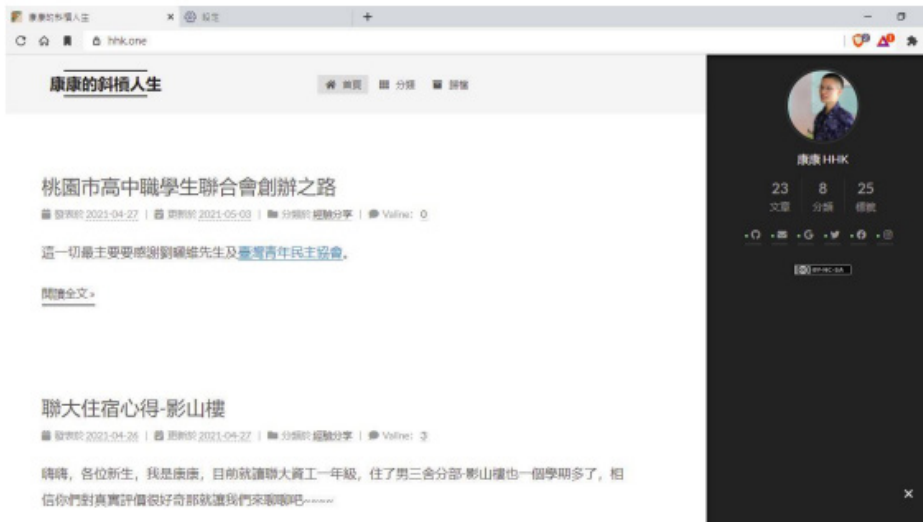 康康的斜槓人生
設定
hhk.one
康康的斜槓人生
首頁
分類
歸檔
桃園市高中職學生聯合會創辦之路
發表於 2021-04-27 | 更新於 2021-05-03 | 分類於 經驗分享 | Valine: 0
這一切最主要要感謝劉曜維先生及臺灣青年民主協會。
閱讀全文 »
聯大住宿心得-影山樓
發表於 2021-04-26 | 更新於 2021-04-27 | 分類於 經驗分享 | Valine: 3
嗨嗨，各位新生，我是康康，目前就讀聯大資工一年級，住了男三舍分部-影山樓也一個學期多了，相
信你們對真實評價很好奇那就讓我們來聊聊吧~~~~
康康 HHK
23 8 25
文章 分類 標籤
BY-NC-SA